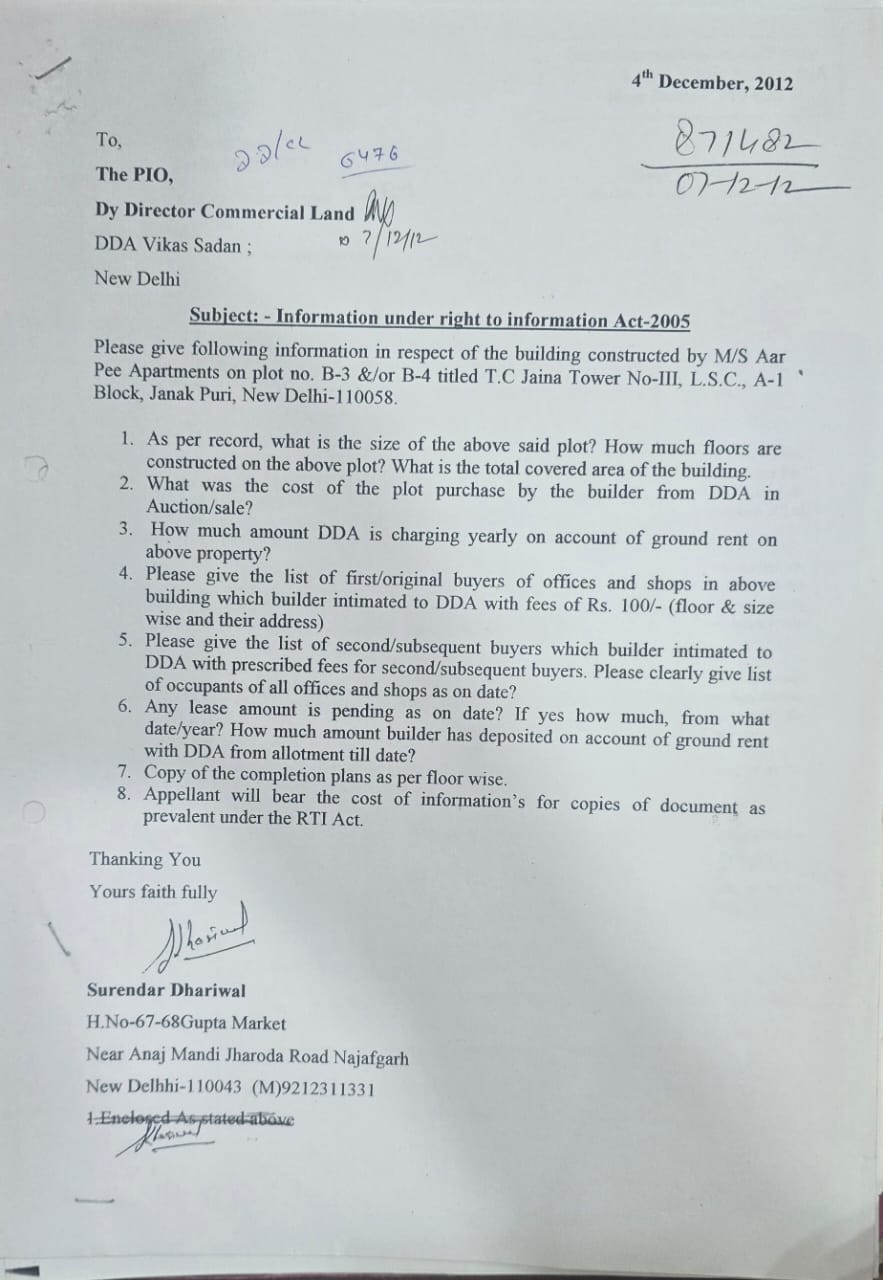 4th December, 2012
To,
22/CL 6476
871482
07-12-12
The PIO,
Dy Director Commercial Land
7/12/12
DDA Vikas Sadan ;
New Delhi
Subject: - Information under right to information Act-2005
Please give following information in respect of the building constructed by M/S Aar
Pee Apartments on plot no. B-3 &/or B-4 titled T.C Jaina Tower No-III, L.S.C., A-1
Block, Janak Puri, New Delhi-110058.
1. As per record, what is the size of the above said plot? How much floors are
constructed on the above plot? What is the total covered area of the building.
2. What was the cost of the plot purchase by the builder from DDA in
Auction/sale?
3. How much amount DDA is charging yearly on account of ground rent on
above property?
4. Please give the list of first/original buyers of offices and shops in above
building which builder intimated to DDA with fees of Rs. 100/- (floor & size
wise and their address)
5. Please give the list of second/subsequent buyers which builder intimated to
DDA with prescribed fees for second/subsequent buyers. Please clearly give list
of occupants of all offices and shops as on date?
6. Any lease amount is pending as on date? If yes how much, from what
date/year? How much amount builder has deposited on account of ground rent
with DDA from allotment till date?
7. Copy of the completion plans as per floor wise.
8. Appellant will bear the cost of information's for copies of document as
prevalent under the RTI Act.
Thanking You
Yours faith fully
Surendar Dhariwal
H.No-67-68Gupta Market
Near Anaj Mandi Jharoda Road Najafgarh
New Delhhi-110043 (M)9212311331
1 Enclosed As stated above